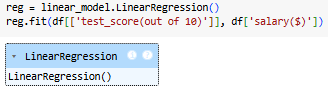 reg = linear_model.LinearRegression()
reg.fit(df[['test_score(out of 10)']], df['salary($)'])
LinearRegression
LinearRegression()